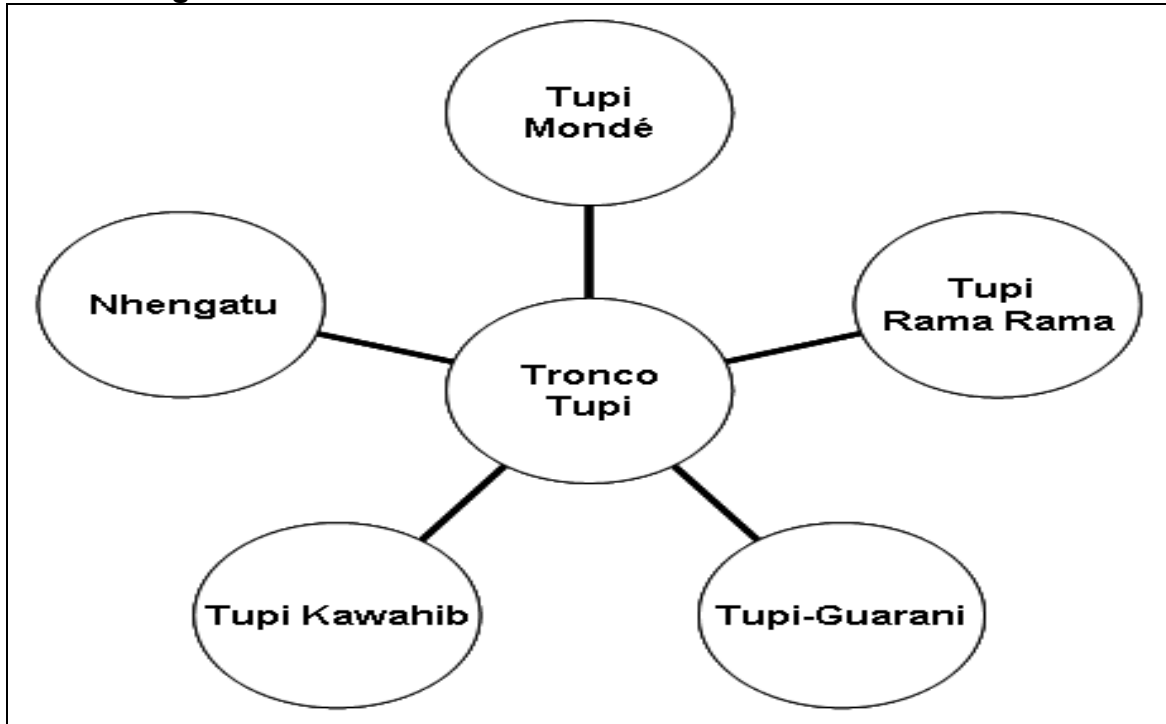 Tupi
Mondé
Nhengatu
Tupi
Rama Rama
Tronco
Tupi
Tupi Kawahib
Tupi-Guarani